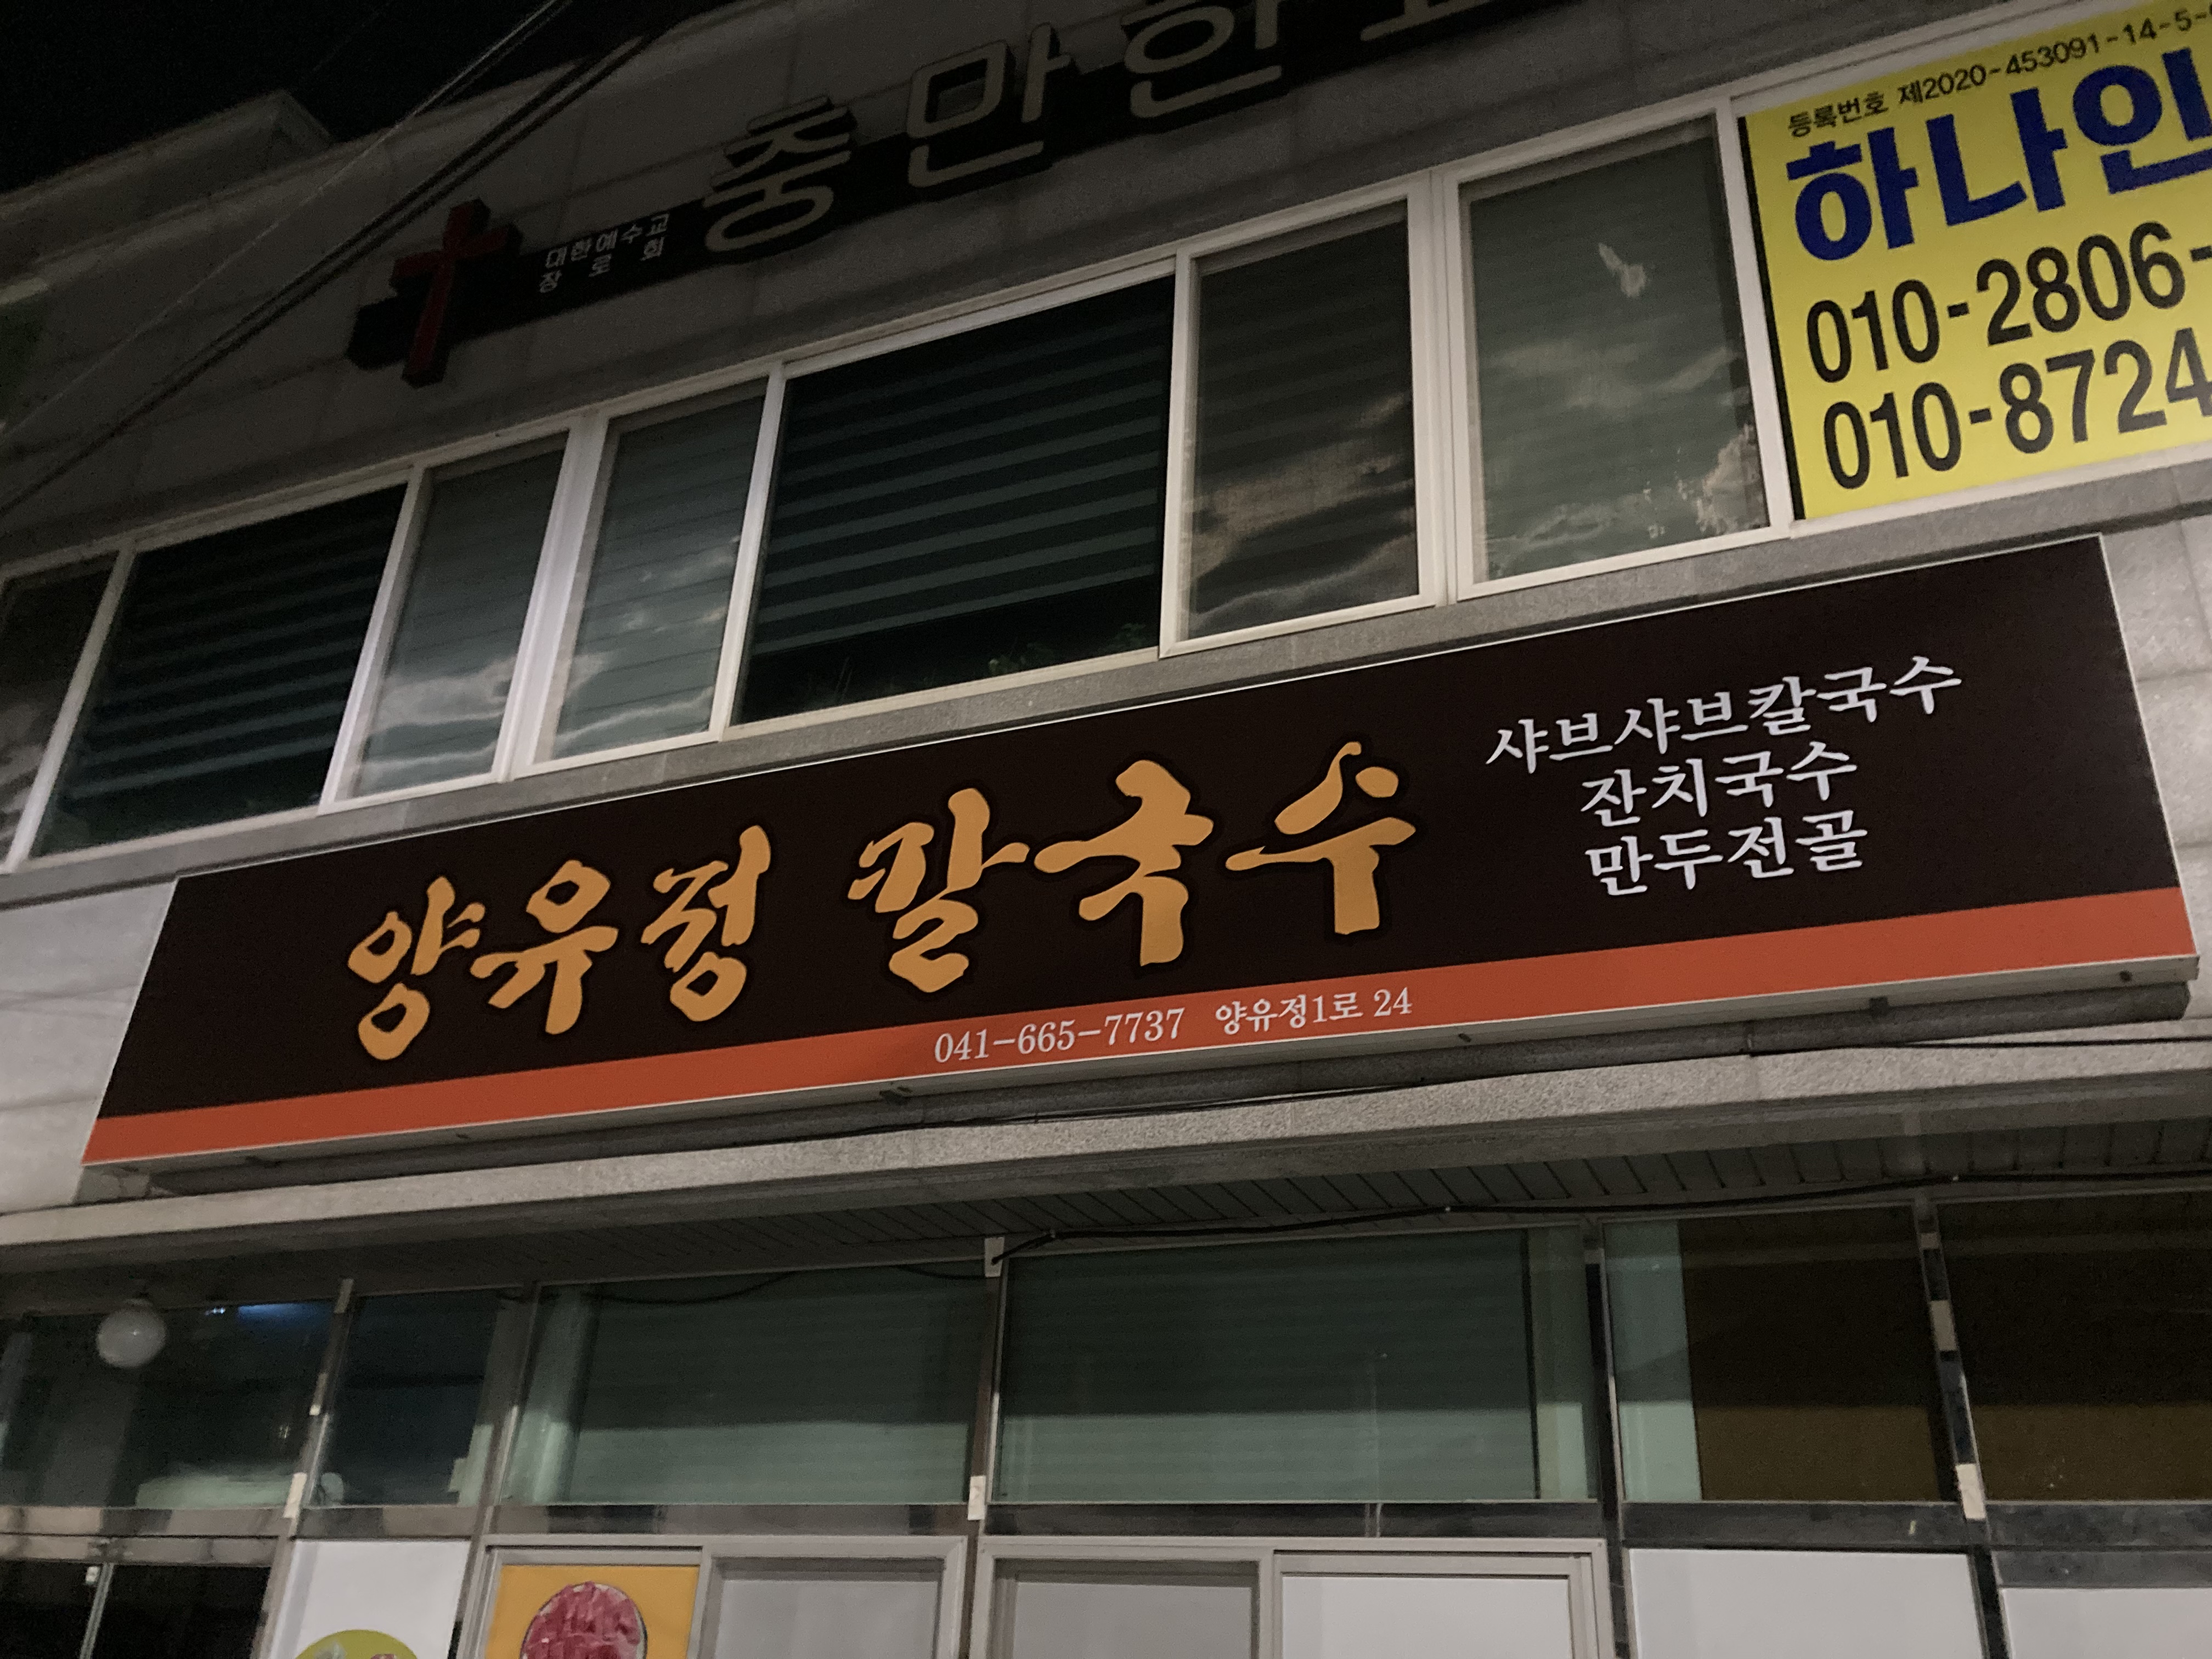 충만한교
대한예수교
장로회
등록번호 제2020-453091-14-5-
하나인
010-2806-
010-8724
양유정 칼국수
샤브샤브칼국수
잔치국수
만두전골
041-665-7737 양유정1로 24